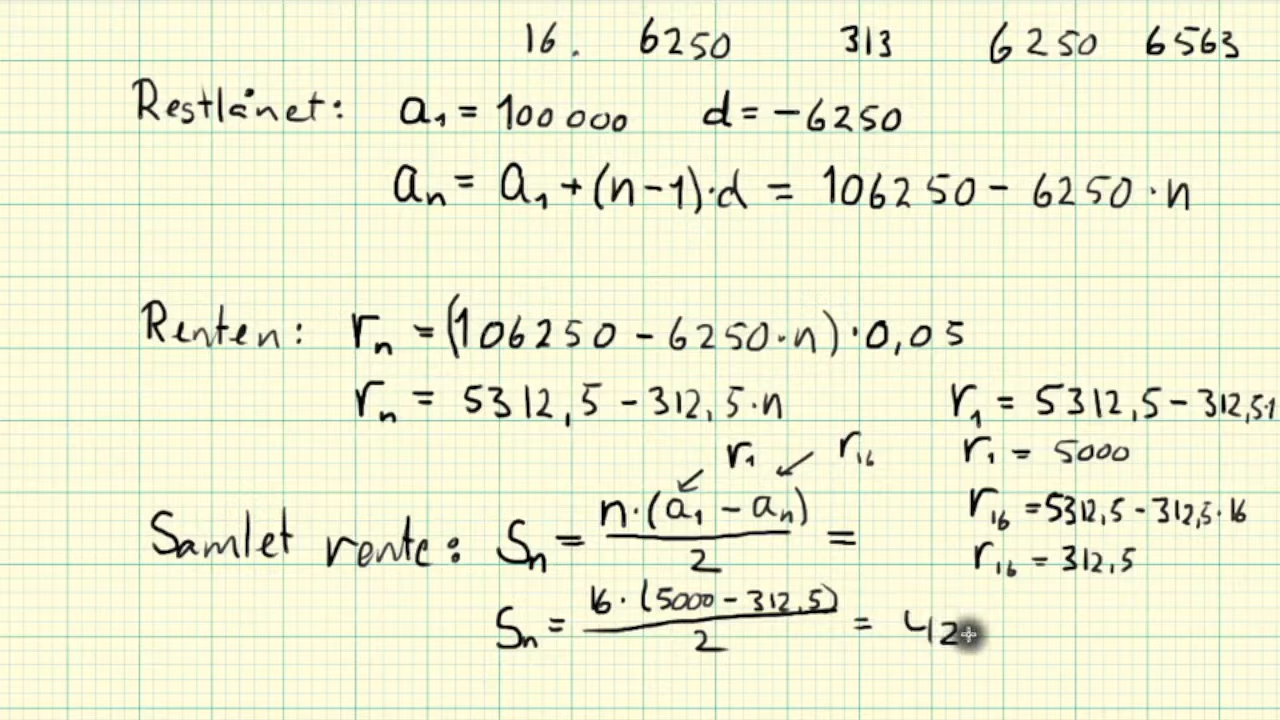 16. 6250 313 6250 6563
Restlånet: a₁ = 100 000 d = -6250
aₙ = a₁ + (n-1)·d = 106250 - 6250·n
Renten: rₙ = (106250 - 6250·n)·0,05
rₙ = 5312,5 - 312,5·n
r₁ r₁₆
Samlet rente: Sₙ = n·(a₁ - aₙ) / 2 =
Sₙ = 16·(5000 - 312,5) / 2 = 42
r₁ = 5312,5 - 312,5·1
r₁ = 5000
r₁₆ = 5312,5 - 312,5·16
r₁₆ = 312,5